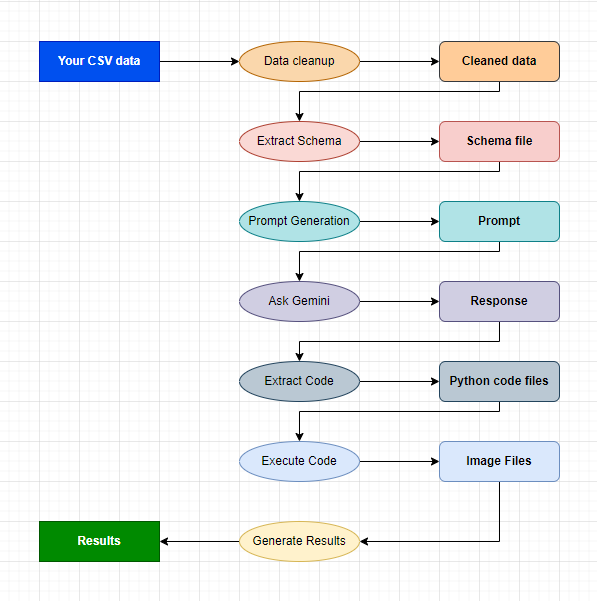 Your CSV data
Data cleanup
Cleaned data
Extract Schema
Schema file
Prompt Generation
Prompt
Ask Gemini
Response
Extract Code
Python code files
Execute Code
Image Files
Results
Generate Results